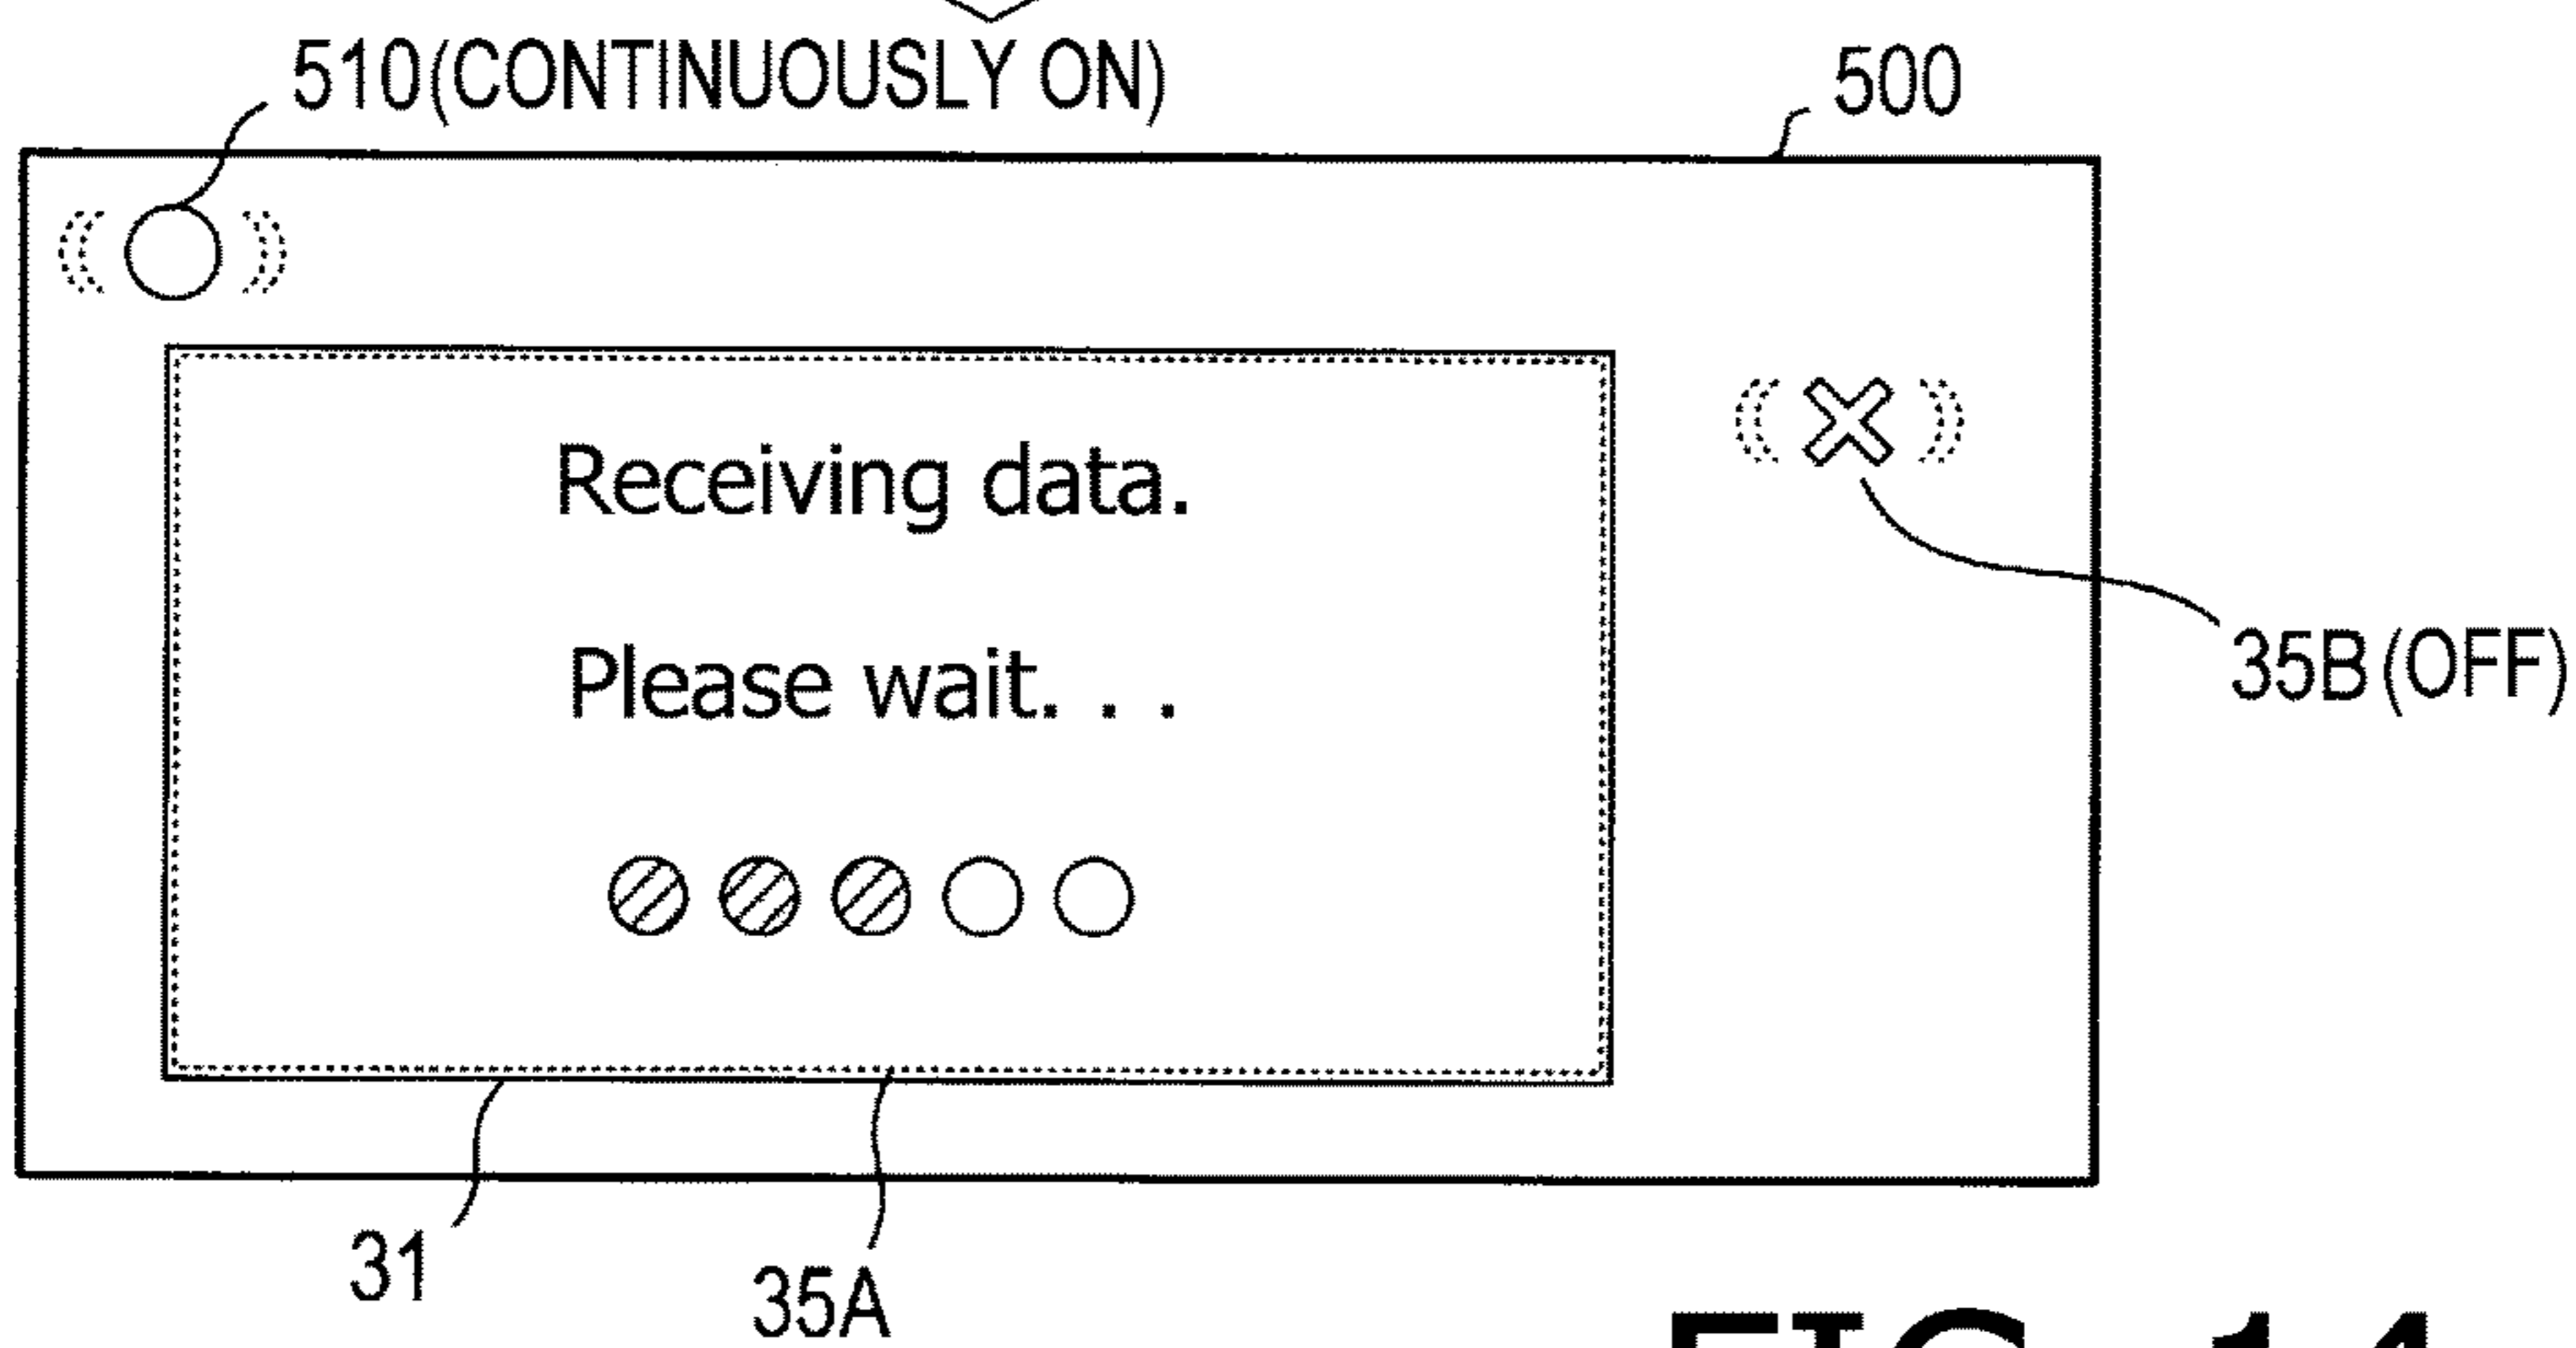 510(CONTINUOUSLY ON)
500
Receiving data.
Please wait. . .
35B(OFF)
31
35A